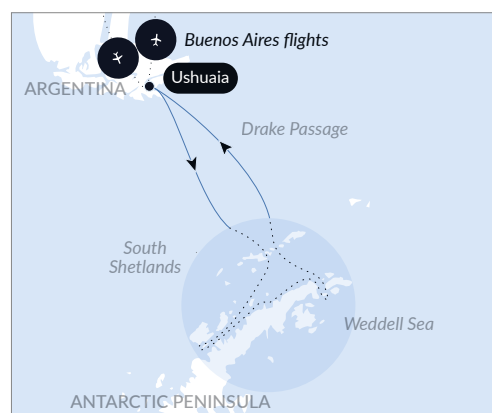 Buenos Aires flights
Ushuaia
ARGENTINA
Drake Passage
South
Shetlands
Weddell Sea
ANTARCTIC PENINSULA